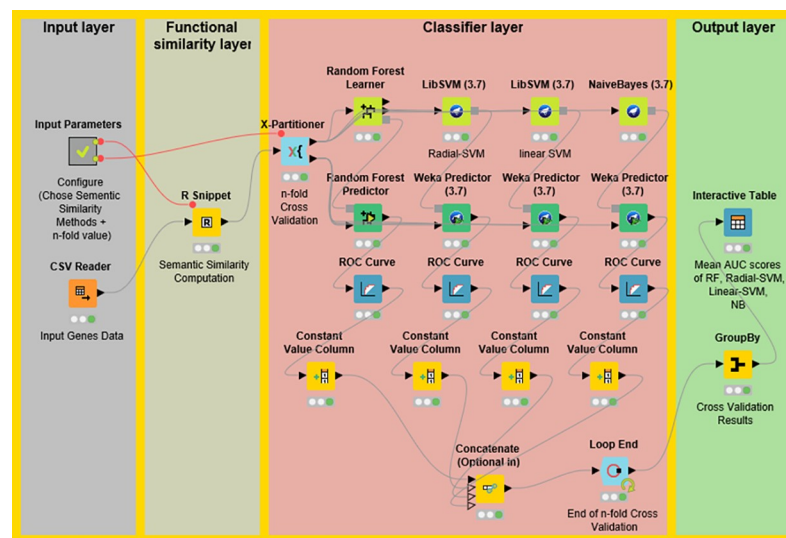 Input layer
Functional
similarity layer
Classifier layer
Output layer
Input Parameters
Configure
(Chose Sementic
Similarity
Methods +
n-fold value)
CSV Reader
Input Genes Data
R Snippet
R
Semantic Similarity
Computation
X-Partitioner
X{
n-fold
Cross
Validation
Random Forest
Learner
LibSVM (3.7)
LibSVM (3.7)
NaiveBayes (3.7)
Radial-SVM
linear SVM
Random Forest
Predictor
Weka Predictor
(3.7)
Weka Predictor
(3.7)
Weka Predictor
(3.7)
ROC Curve
ROC Curve
ROC Curve
ROC Curve
Constant
Value Column
Constant
Value Column
Constant
Value Column
Constant
Value Column
Concatenate
(Optional in)
Loop End
End of n-fold Cross
Validation
Interactive Table
Mean AUC scores
of RF, Radial-SVM,
Linear-SVM,
NB
GroupBy
Cross Validation
Results